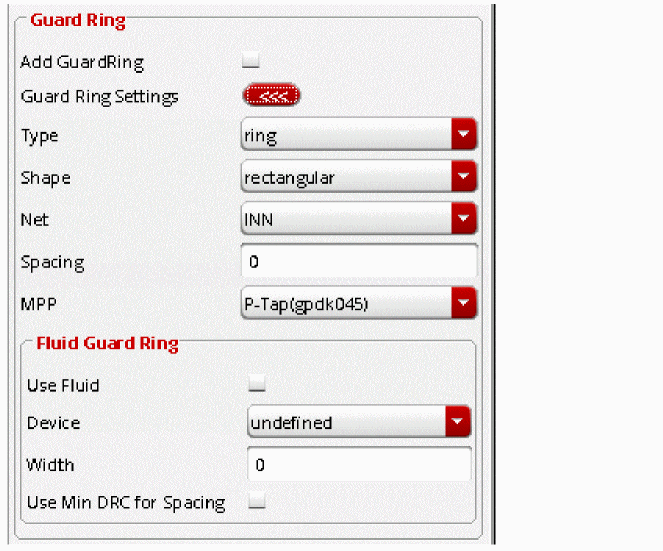 Guard Ring
Add GuardRing
Guard Ring Settings <<<
Type ring
Shape rectangular
Net INN
Spacing 0
MPP P-Tap(gpdk045)
Fluid Guard Ring
Use Fluid
Device undefined
Width 0
Use Min DRC for Spacing